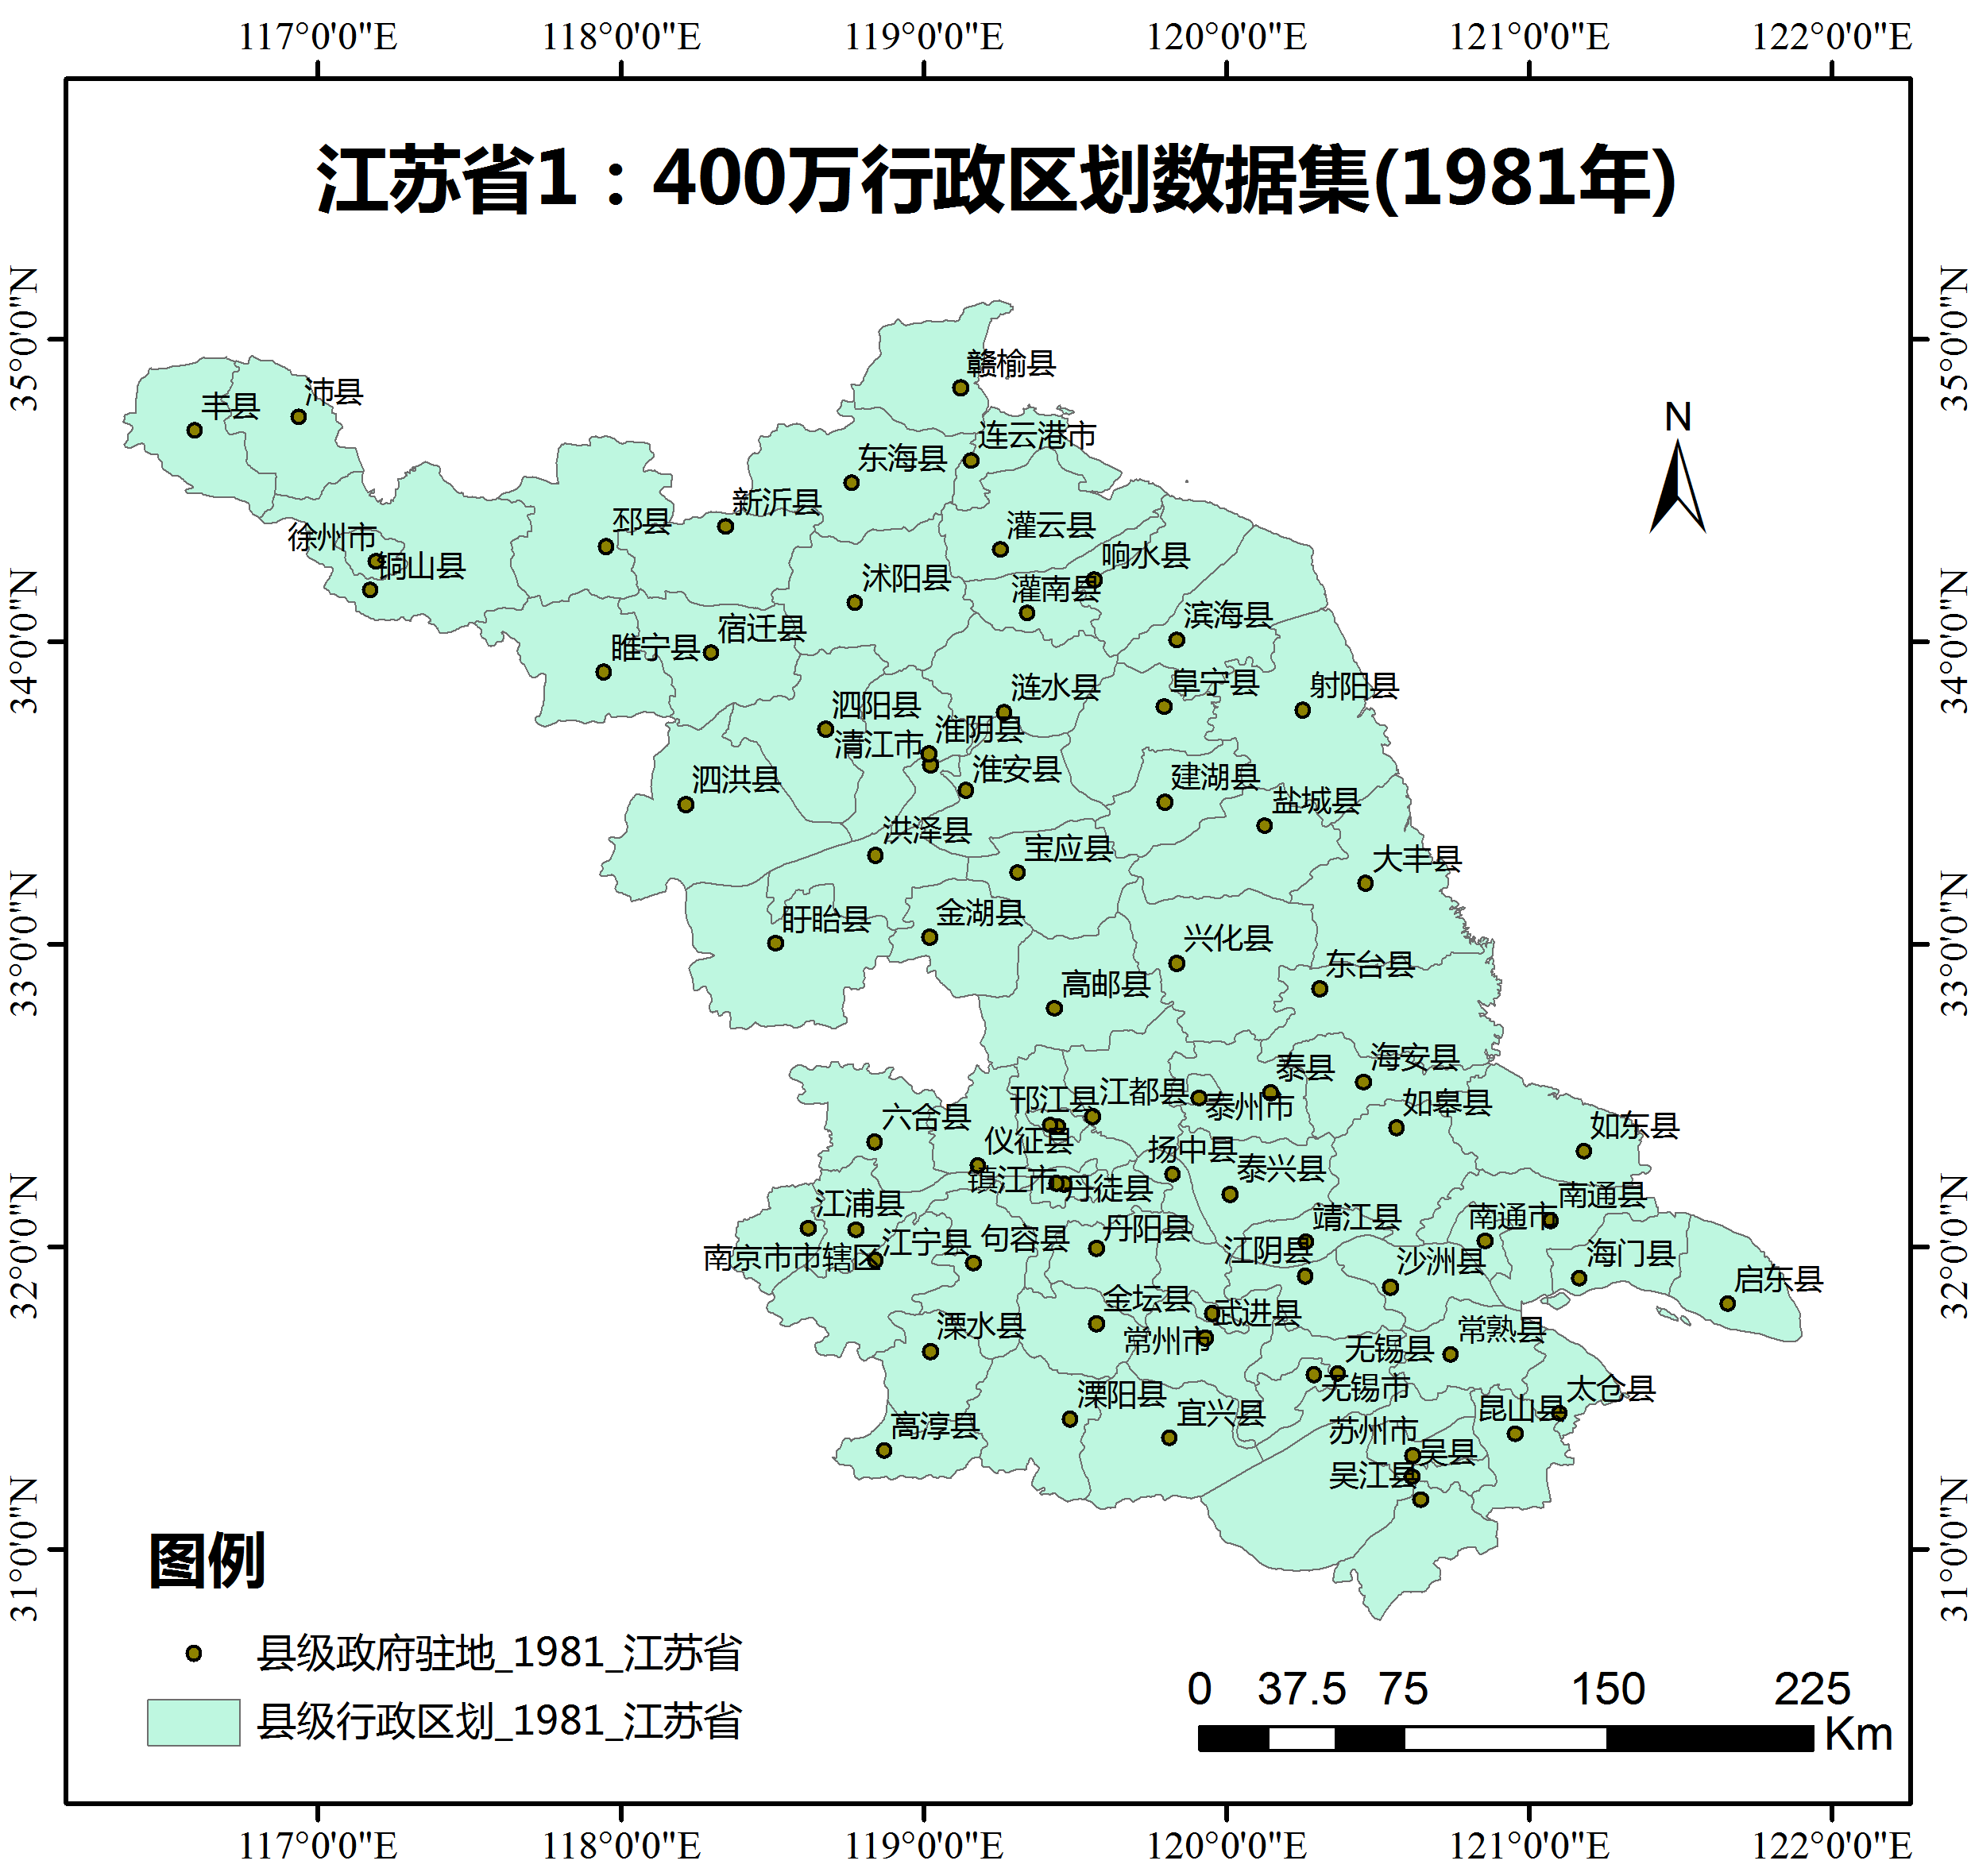 117°0'0"E 118°0'0"E 119°0'0"E 120°0'0"E 121°0'0"E 122°0'0"E
江苏省1：400万行政区划数据集(1981年)
35°0'0"N
34°0'0"N
33°0'0"N
32°0'0"N
31°0'0"N
35°0'0"N
34°0'0"N
33°0'0"N
32°0'0"N
31°0'0"N
N
赣榆县
沛县
丰县
连云港市
东海县
新沂县
邳县
灌云县
徐州市
响水县
铜山县
沭阳县
灌南县
滨海县
宿迁县
睢宁县
阜宁县
射阳县
涟水县
泗阳县
淮阴县
清江市
淮安县
泗洪县
建湖县
盐城县
洪泽县
宝应县
大丰县
盱眙县
金湖县
兴化县
东台县
高邮县
海安县
泰县
江都县
邗江县
泰州市
如皋县
六合县
如东县
仪征县
扬中县
泰兴县
镇江市
丹徒县
南通县
江浦县
南通市
靖江县
丹阳县
句容县
江宁县
江阴县
南京市市辖区
海门县
沙洲县
启东县
金坛县
武进县
溧水县
常州市
常熟县
无锡县
无锡市
太仓县
溧阳县
宜兴县
昆山县
高淳县
苏州市
吴县
吴江县
图例
县级政府驻地_1981_江苏省
县级行政区划_1981_江苏省
0 37.5 75 150 225
Km
117°0'0"E 118°0'0"E 119°0'0"E 120°0'0"E 121°0'0"E 122°0'0"E